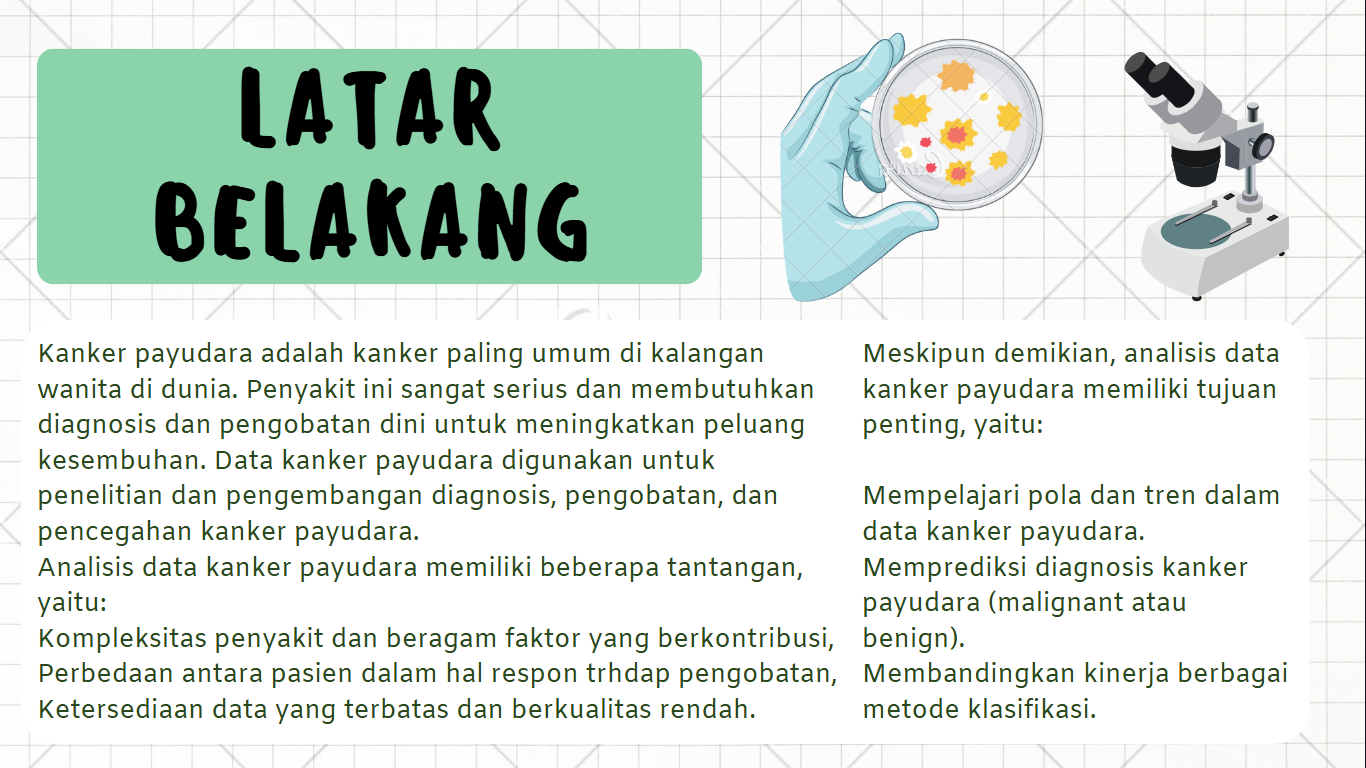 LATAR
BELAKANG
Kanker payudara adalah kanker paling umum di kalangan
wanita di dunia. Penyakit ini sangat serius dan membutuhkan
diagnosis dan pengobatan dini untuk meningkatkan peluang
kesembuhan. Data kanker payudara digunakan untuk
penelitian dan pengembangan diagnosis, pengobatan, dan
pencegahan kanker payudara.
Analisis data kanker payudara memiliki beberapa tantangan,
yaitu:
Kompleksitas penyakit dan beragam faktor yang berkontribusi,
Perbedaan antara pasien dalam hal respon trhdap pengobatan,
Ketersediaan data yang terbatas dan berkualitas rendah.
Meskipun demikian, analisis data
kanker payudara memiliki tujuan
penting, yaitu:
Mempelajari pola dan tren dalam
data kanker payudara.
Memprediksi diagnosis kanker
payudara (malignant atau
benign).
Membandingkan kinerja berbagai
metode klasifikasi.